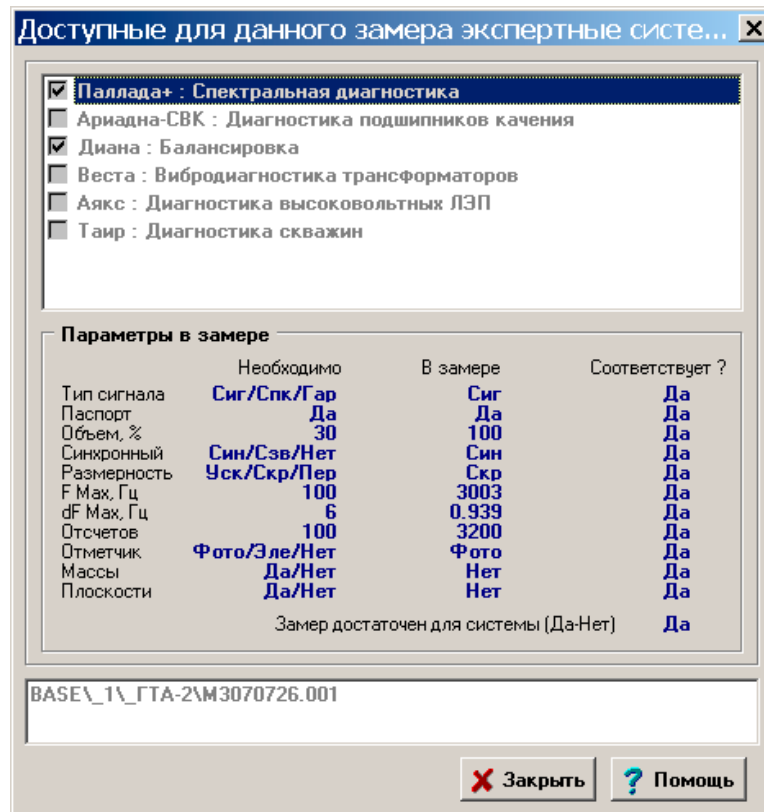 Доступные для данного замера экспертные систе...
Паллада+ : Спектральная диагностика
Ариадна-СВК : Диагностика подшипников качения
Диана : Балансировка
Веста : Вибродиагностика трансформаторов
Аякс : Диагностика высоковольтных ЛЭП
Таир : Диагностика скважин
Параметры в замере
Необходимо В замере Соответствует ?
Тип сигнала Сиг/Спк/Гар Сиг Да
Паспорт Да Да Да
Объем, % 30 100 Да
Синхронный Син/Сзв/Нет Син Да
Размерность Уск/Скр/Пер Скр Да
F Max, Гц 100 3003 Да
dF Max, Гц 6 0.939 Да
Отсчетов 100 3200 Да
Отметчик Фото/Эле/Нет Фото Да
Массы Да/Нет Нет Да
Плоскости Да/Нет Нет Да
Замер достаточен для системы (Да-Нет) Да
BASE\_1\_ГТА-2\М3070726.001
Закрыть ? Помощь